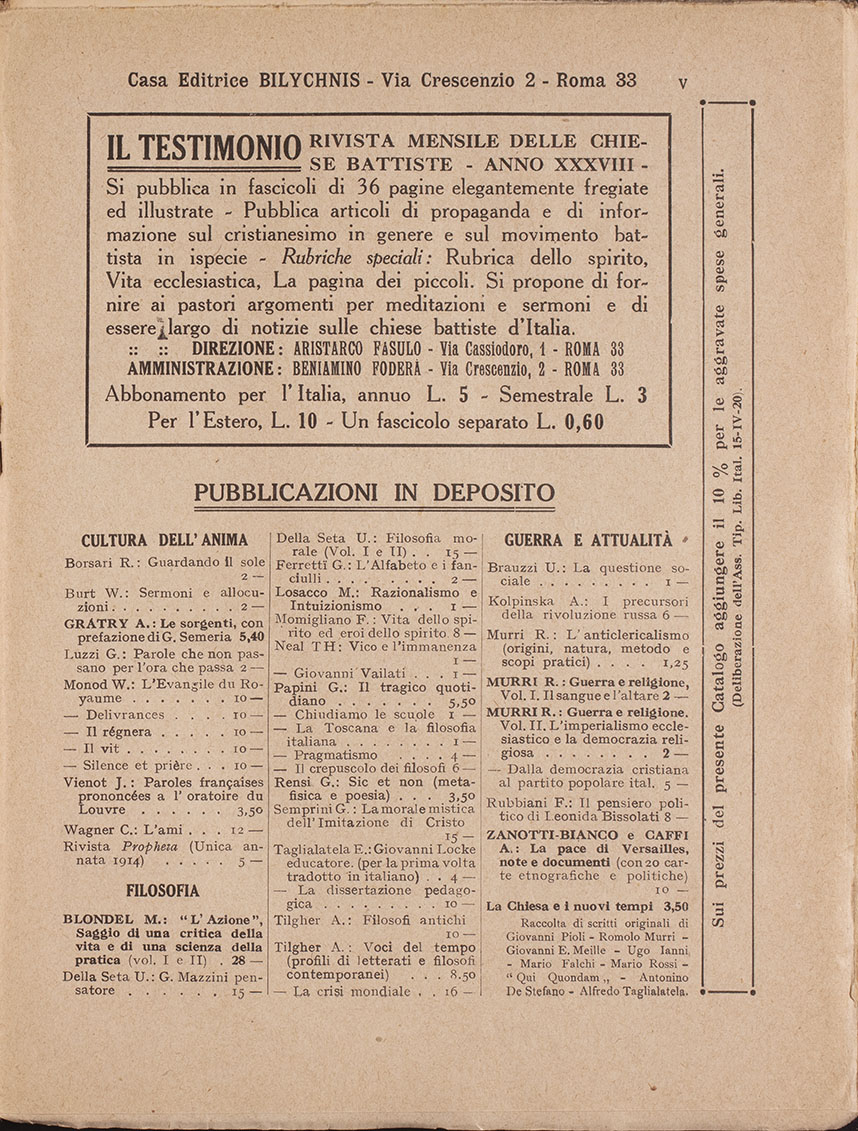 Casa Editrice BILYCHNIS - Via Crescenzio 2 - Roma 33 V
IL TESTIMONIO RIVISTA MENSILE DELLE CHIE-
SE BATTISTE - ANNO XXXVIII -
Si pubblica in fascicoli di 36 pagine elegantemente fregiate
ed illustrate - Pubblica articoli di propaganda e di infor-
mazione sul cristianesimo in genere e sul movimento bat-
tista in ispecie - Rubriche speciali: Rubrica dello spirito,
Vita ecclesiastica, La pagina dei piccoli. Si propone di for-
nire ai pastori argomenti per meditazioni e sermoni e di
essere largo di notizie sulle chiese battiste d'Italia.
:: :: DIREZIONE: ARISTARCO FASULO - Via Cassiodoro, 1 - ROMA 33
AMMINISTRAZIONE: BENIAMINO FODERÀ - Via Crescenzio, 2 - ROMA 33
Abbonamento per l'Italia, annuo L. 5 - Semestrale L. 3
Per l'Estero, L. 10 - Un fascicolo separato L. 0,60
PUBBLICAZIONI IN DEPOSITO
CULTURA DELL'ANIMA
Borsari R.: Guardando il sole
2 —
Burt W.: Sermoni e allocu-
zioni . . . . . . . . . 2 —
GRATRY A.: Le sorgenti, con
prefazione di G. Semeria 5,40
Luzzi G.: Parole che non pas-
sano per l'ora che passa 2 —
Monod W.: L'Evangile du Ro-
yaume . . . . . . . 10 —
— Delivrances . . . . 10 —
— Il régnera . . . . . 10 —
— Il vit . . . . . . . . 10 —
— Silence et prière . . . 10 —
Vienot J.: Paroles françaises
prononcées a l'oratoire du
Louvre . . . . . . 3,50
Wagner C.: L'ami . . . 12 —
Rivista Propheta (Unica an-
nata 1914) . . . . . 5 —
FILOSOFIA
BLONDEL M.: "L'Azione",
Saggio di una critica della
vita e di una scienza della
pratica (vol. I e II) . 28 —
Della Seta U.: G. Mazzini pen-
satore . . . . . . . 15 —
Della Seta U.: Filosofia mo-
rale (Vol. I e II) . . 15 —
Ferretti G.: L'Alfabeto e i fan-
ciulli . . . . . . . . 2 —
Losacco M.: Razionalismo e
Intuizionismo . . . 1 —
Momigliano F.: Vita dello spi-
rito ed eroi dello spirito 8 —
Neal TH: Vico e l'immanenza
1 —
— Giovanni Vailati . . . 1 —
Papini G.: Il tragico quoti-
diano . . . . . . . 5,50
— Chiudiamo le scuole 1 —
— La Toscana e la filosofia
italiana . . . . . . . . 1 —
— Pragmatismo . . . . 4 —
— Il crepuscolo dei filosofi 6 —
Rensi G.: Sic et non (meta-
fisica e poesia) . . . 3,50
Semprini G.: La morale mistica
dell'Imitazione di Cristo
15 —
Taglialatela E.: Giovanni Locke
educatore. (per la prima volta
tradotto in italiano) . . 4 —
— La dissertazione pedago-
gica . . . . . . . . . 10 —
Tilgher A.: Filosofi antichi
10 —
Tilgher A.: Voci del tempo
(profili di letterati e filosofi
contemporanei) . . . 8.50
— La crisi mondiale . . 16 —
GUERRA E ATTUALITÀ
Brauzzi U.: La questione so-
ciale . . . . . . . . . 1 —
Kolpinska A.: I precursori
della rivoluzione russa 6 —
Murri R.: L'anticlericalismo
(origini, natura, metodo e
scopi pratici) . . . . 1,25
MURRI R.: Guerra e religione,
Vol. I. Il sangue e l'altare 2 —
MURRI R.: Guerra e religione.
Vol. II. L'imperialismo eccle-
siastico e la democrazia reli-
giosa . . . . . . . . 2 —
— Dalla democrazia cristiana
al partito popolare ital. 5 —
Rubbiani F.: Il pensiero poli-
tico di Leonida Bissolati 8 —
ZANOTTI-BIANCO e CAFFI
A.: La pace di Versailles,
note e documenti (con 20 car-
te etnografiche e politiche)
10 —
La Chiesa e i nuovi tempi 3,50
Raccolta di scritti originali di
Giovanni Pioli - Romolo Murri -
Giovanni E. Meille - Ugo Janni
- Mario Falchi - Mario Rossi -
"Qui Quondam„ - Antonino
De Stefano - Alfredo Taglialatela.
Sui prezzi del presente Catalogo aggiungere il 10 % per le aggravate spese generali.
(Deliberazione dell'Ass. Tip. Lib. Ital. 15-IV-20).